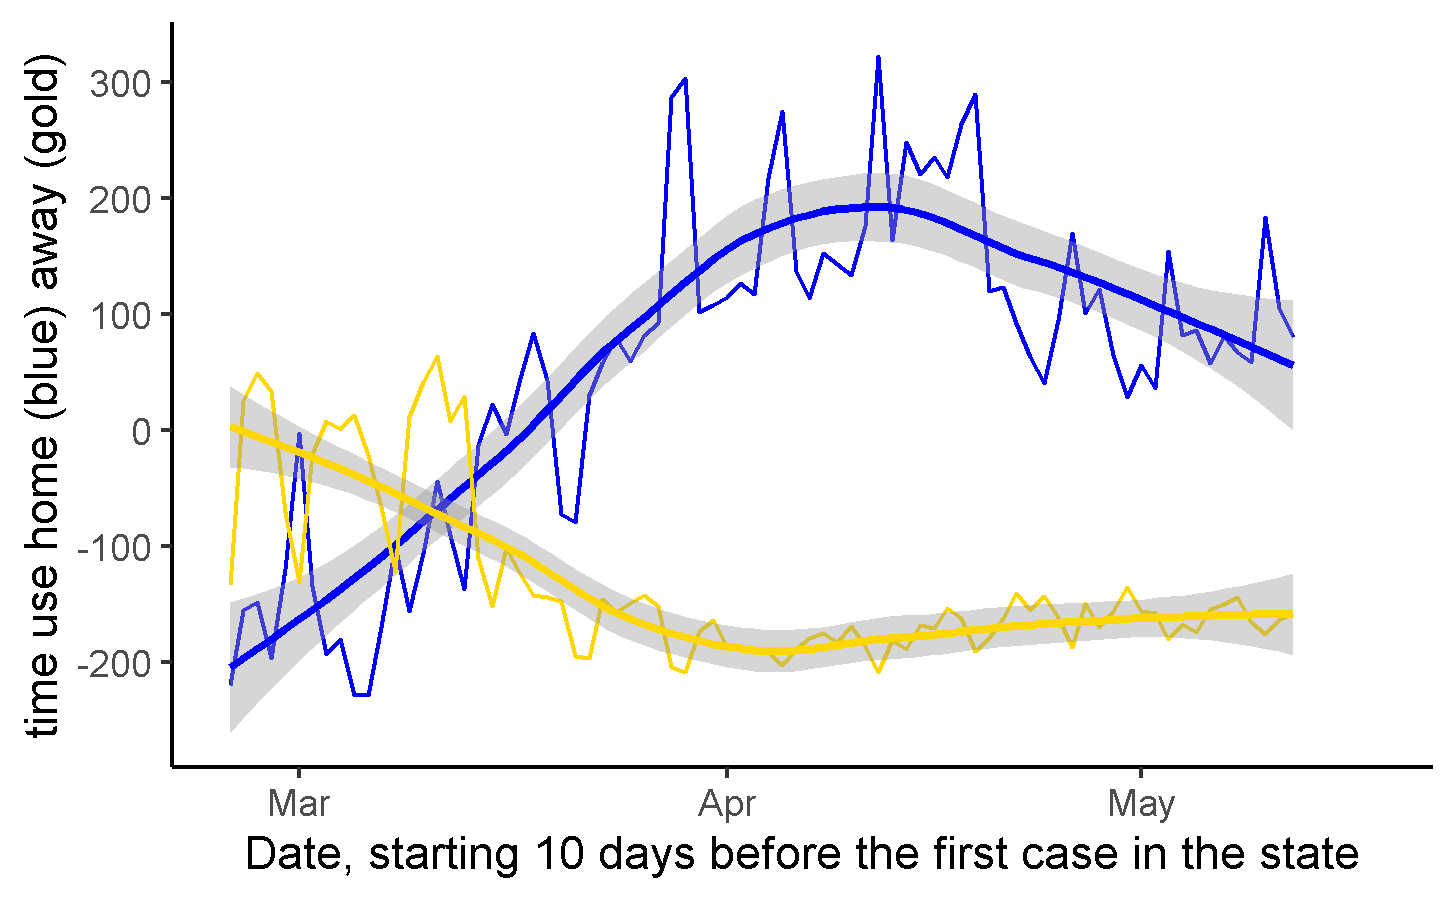 time use home (blue) away (gold)
300
200
100
0
-100
-200
Mar Apr May
Date, starting 10 days before the first case in the state